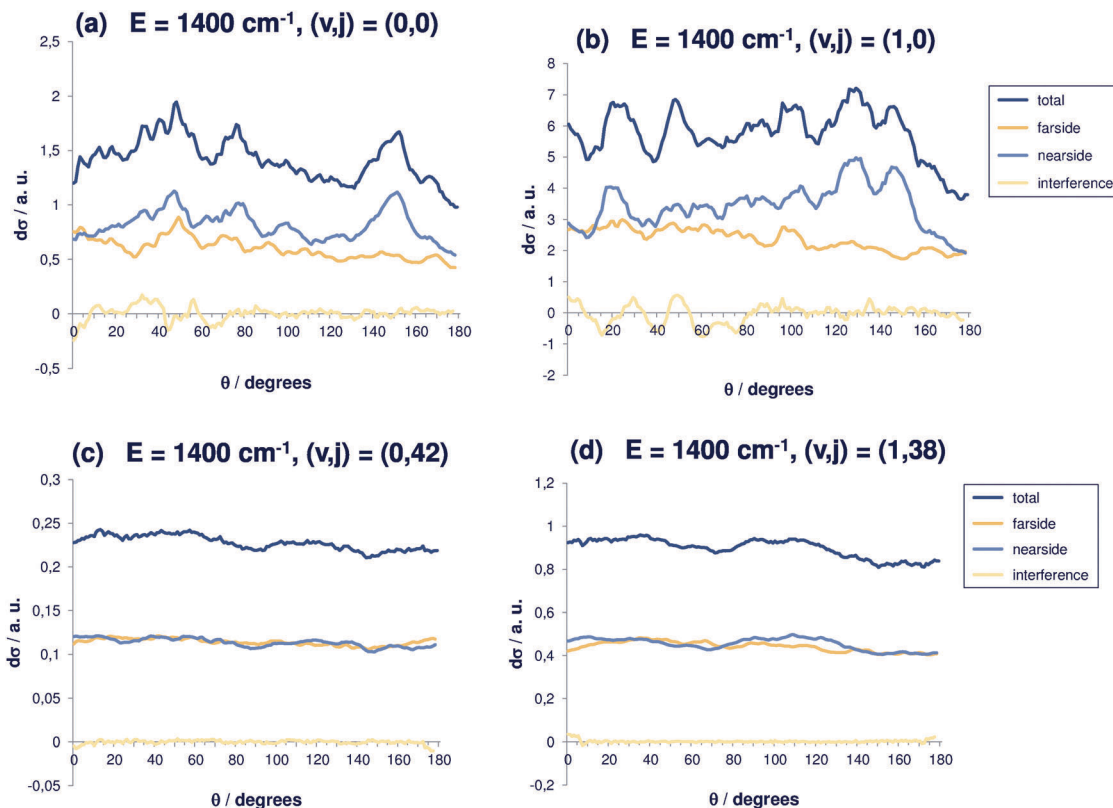 (a) E = 1400 cm⁻¹, (v,j) = (0,0)
2,5
2
1,5
1
0,5
0
-0,5
dσ / a. u.
0 20 40 60 80 100 120 140 160 180
θ / degrees
(b) E = 1400 cm⁻¹, (v,j) = (1,0)
8
7
6
5
4
3
2
1
0
-1
-2
dσ / a. u.
0 20 40 60 80 100 120 140 160 180
θ / degrees
total
farside
nearside
interference
(c) E = 1400 cm⁻¹, (v,j) = (0,42)
0,3
0,25
0,2
0,15
0,1
0,05
0
-0,05
dσ / a. u.
0 20 40 60 80 100 120 140 160 180
θ / degrees
(d) E = 1400 cm⁻¹, (v,j) = (1,38)
1,2
1
0,8
0,6
0,4
0,2
0
-0,2
dσ / a. u.
0 20 40 60 80 100 120 140 160 180
θ / degrees
total
farside
nearside
interference